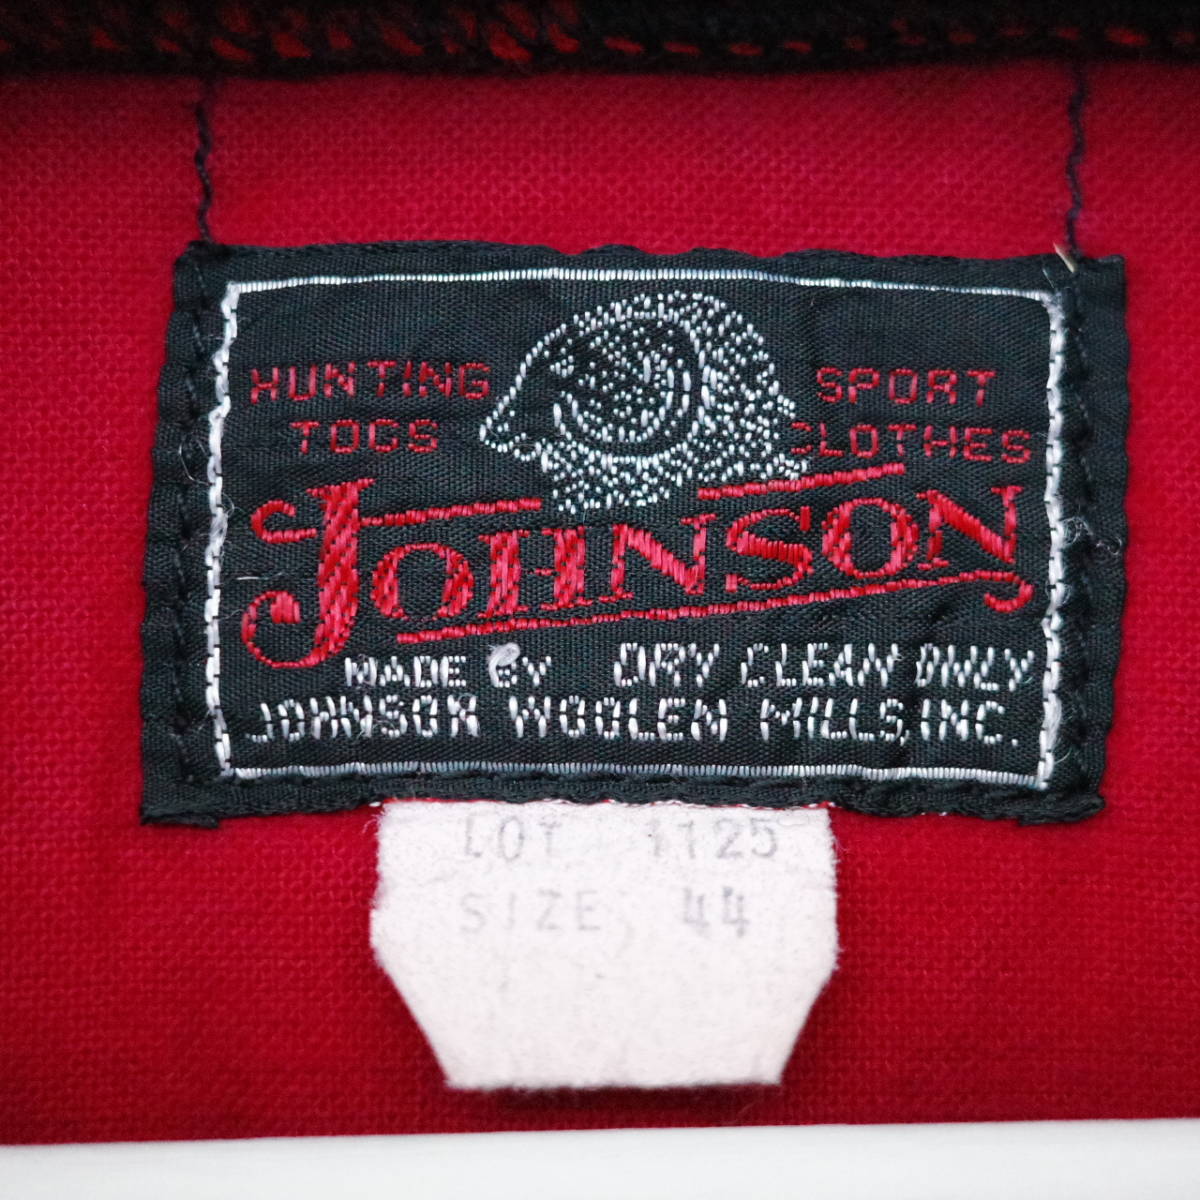 HUNTING TOGS
SPORT CLOTHES
JOHNSON
MADE BY DRY CLEAN ONLY
JOHNSON WOOLEN MILLS, INC.
LOT 1125
SIZE 44